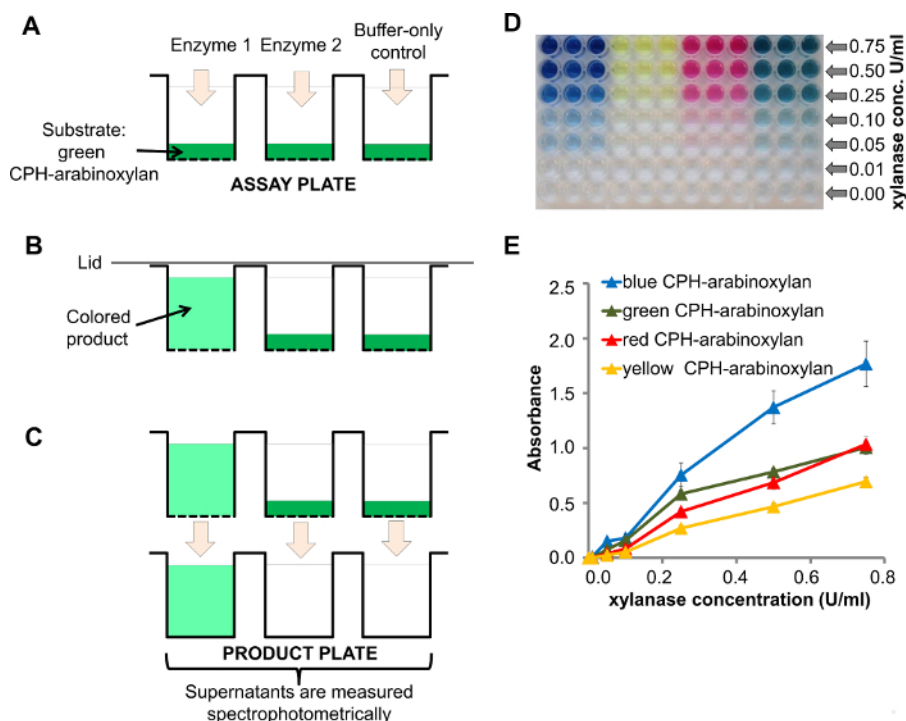 A
Enzyme 1
Enzyme 2
Buffer-only
control
Substrate:
green
CPH-arabinoxylan
ASSAY PLATE
B
Lid
Colored
product
C
PRODUCT PLATE
Supernatants are measured
spectrophotometrically
D
0.75
0.50
0.25
0.10
0.05
0.01
0.00
xylanase conc. U/ml
E
blue CPH-arabinoxylan
green CPH-arabinoxylan
red CPH-arabinoxylan
yellow CPH-arabinoxylan
2.5
2.0
1.5
1.0
0.5
0.0
Absorbance
0.0 0.2 0.4 0.6 0.8
xylanase concentration (U/ml)